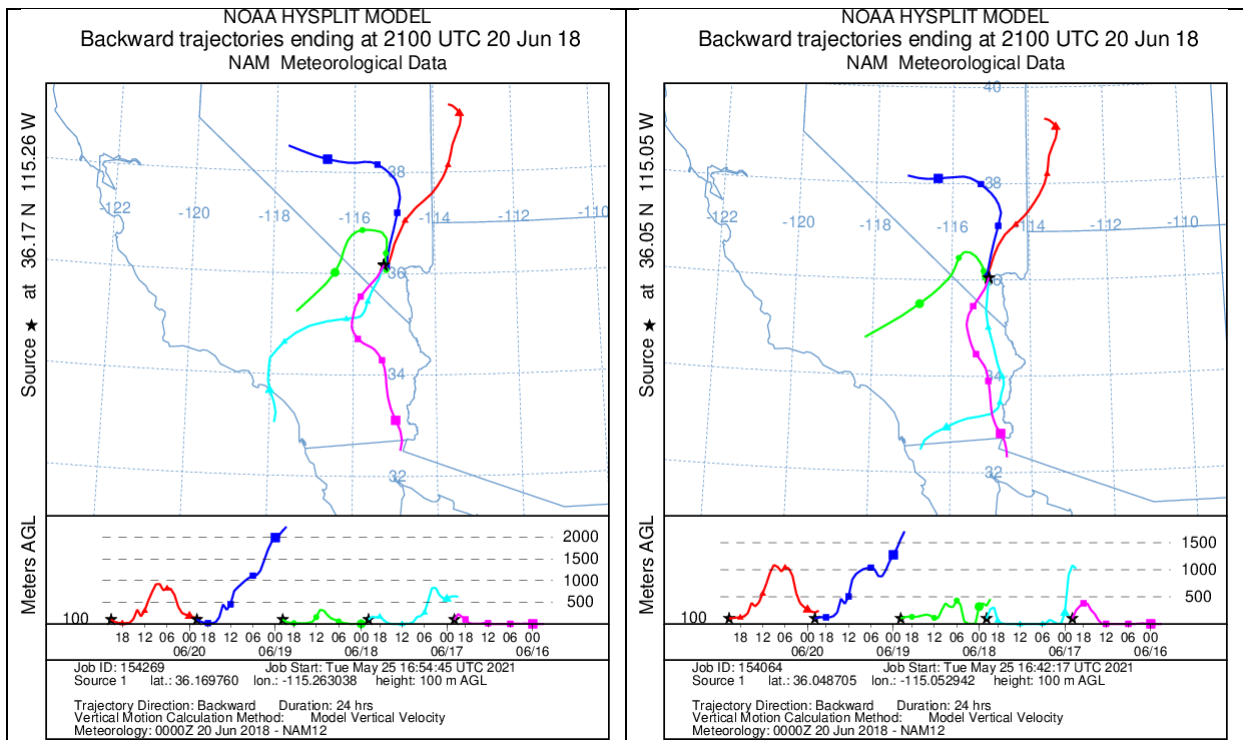 NOAA HYSPLIT MODEL
Backward trajectories ending at 2100 UTC 20 Jun 18
NAM Meteorological Data
Source ★ at 36.17 N 115.26 W
-122
-120
-118
-116
-114
-112
-110
38
36
34
32
Meters AGL
100
2000
1500
1000
500
18 12 06 00 18 12 06 00 18 12 06 00 18 12 06 00 18 12 06 00
06/20 06/19 06/18 06/17 06/16
Job ID: 154269 Job Start: Tue May 25 16:54:45 UTC 2021
Source 1 lat.: 36.169760 lon.: -115.263038 height: 100 m AGL
Trajectory Direction: Backward Duration: 24 hrs
Vertical Motion Calculation Method: Model Vertical Velocity
Meteorology: 0000Z 20 Jun 2018 - NAM12
NOAA HYSPLIT MODEL
Backward trajectories ending at 2100 UTC 20 Jun 18
NAM Meteorological Data
Source ★ at 36.05 N 115.05 W
40
-122
-120
-118
-116
-114
-112
-110
38
36
34
32
Meters AGL
100
1500
1000
500
18 12 06 00 18 12 06 00 18 12 06 00 18 12 06 00 18 12 06 00
06/20 06/19 06/18 06/17 06/16
Job ID: 154064 Job Start: Tue May 25 16:42:17 UTC 2021
Source 1 lat.: 36.048705 lon.: -115.052942 height: 100 m AGL
Trajectory Direction: Backward Duration: 24 hrs
Vertical Motion Calculation Method: Model Vertical Velocity
Meteorology: 0000Z 20 Jun 2018 - NAM12